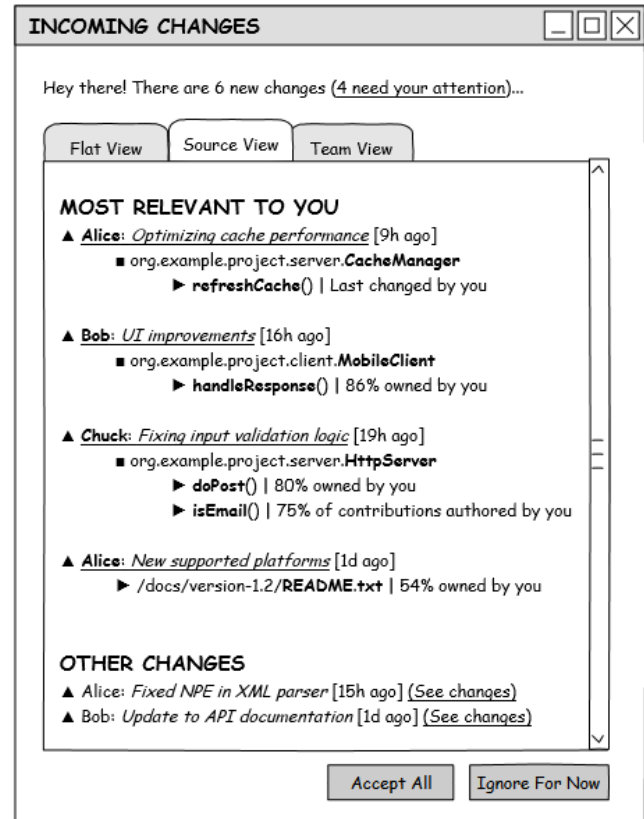 INCOMING CHANGES
Hey there! There are 6 new changes (4 need your attention)...
Flat View
Source View
Team View
MOST RELEVANT TO YOU
▲ Alice: Optimizing cache performance [9h ago]
■ org.example.project.server.CacheManager
► refreshCache() | Last changed by you
▲ Bob: UI improvements [16h ago]
■ org.example.project.client.MobileClient
► handleResponse() | 86% owned by you
▲ Chuck: Fixing input validation logic [19h ago]
■ org.example.project.server.HttpServer
► doPost() | 80% owned by you
► isEmail() | 75% of contributions authored by you
▲ Alice: New supported platforms [1d ago]
► /docs/version-1.2/README.txt | 54% owned by you
OTHER CHANGES
▲ Alice: Fixed NPE in XML parser [15h ago] (See changes)
▲ Bob: Update to API documentation [1d ago] (See changes)
Accept All
Ignore For Now